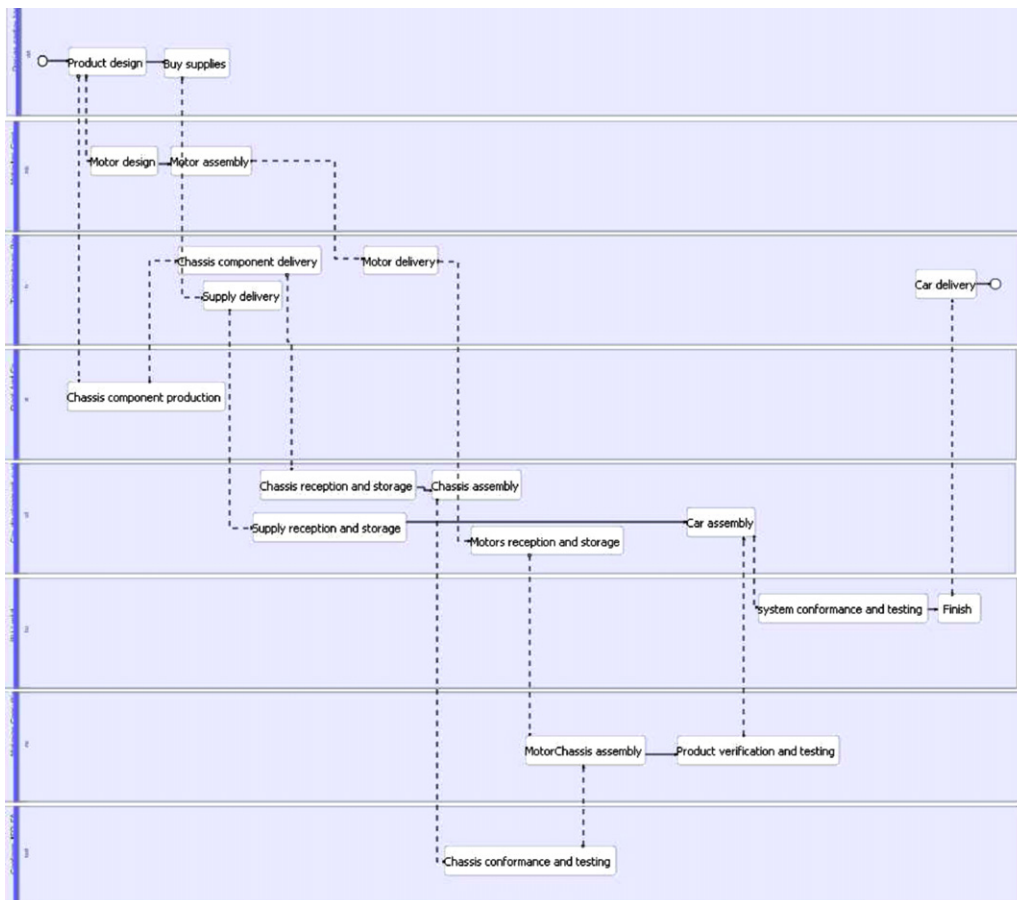 Product design
Buy supplies
Motor design
Motor assembly
Chassis component delivery
Motor delivery
Supply delivery
Car delivery
Chassis component production
Chassis reception and storage
Chassis assembly
Supply reception and storage
Car assembly
Motors reception and storage
system conformance and testing
Finish
MotorChassis assembly
Product verification and testing
Chassis conformance and testing